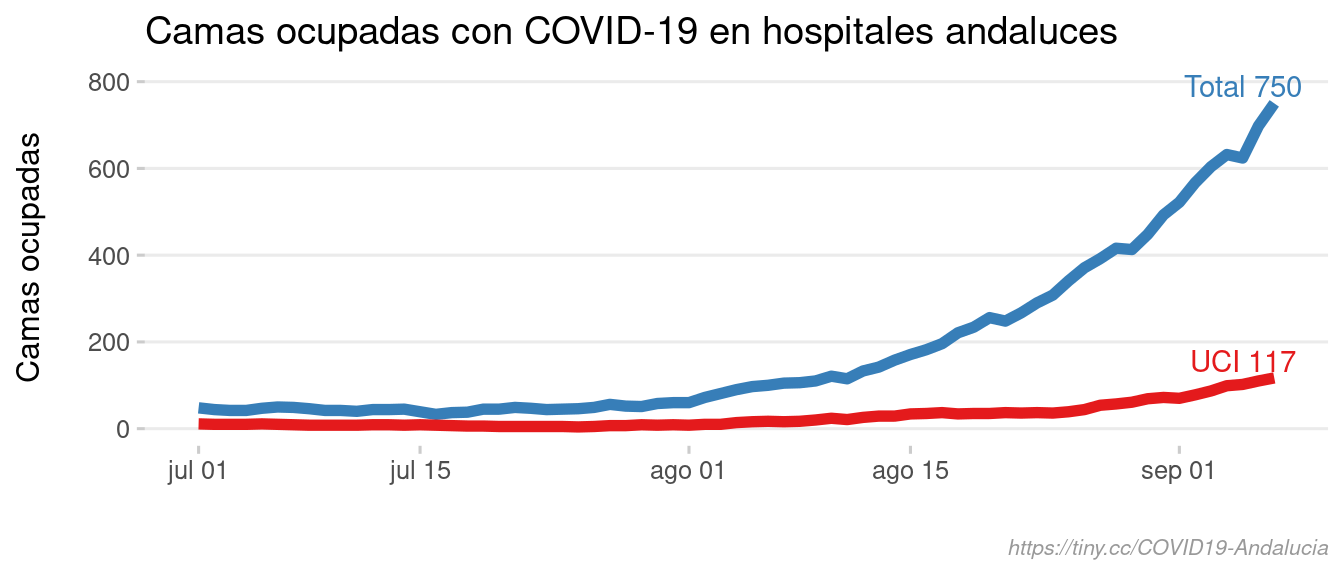 Camas ocupadas con COVID-19 en hospitales andaluces
Camas ocupadas
800
600
400
200
0
Total 750
UCI 117
jul 01
jul 15
ago 01
ago 15
sep 01
https://tiny.cc/COVID19-Andalucia